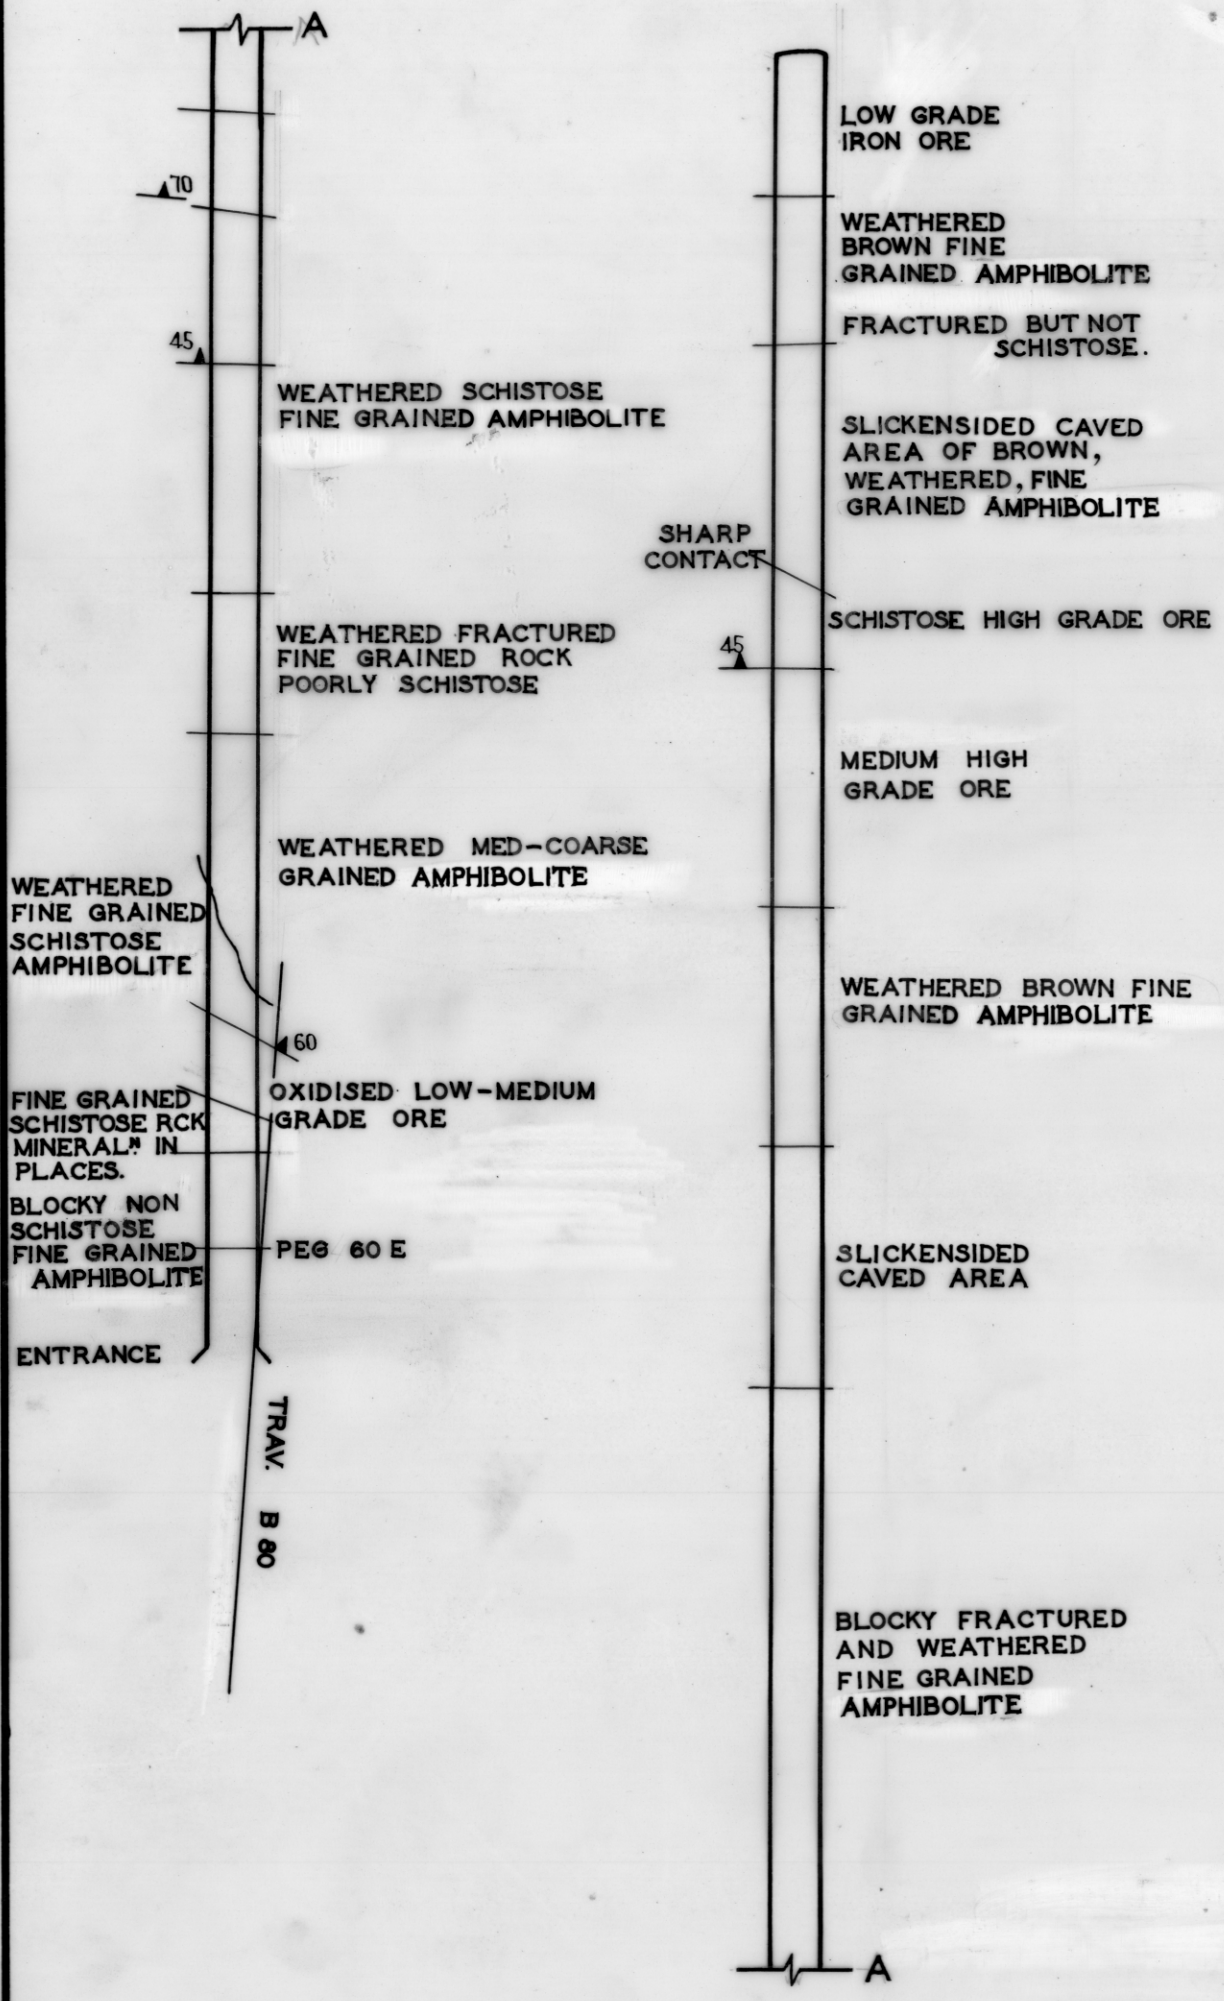 A
70
45
WEATHERED SCHISTOSE
FINE GRAINED AMPHIBOLITE
WEATHERED FRACTURED
FINE GRAINED ROCK
POORLY SCHISTOSE
WEATHERED MED-COARSE
GRAINED AMPHIBOLITE
WEATHERED
FINE GRAINED
SCHISTOSE
AMPHIBOLITE
60
OXIDISED LOW-MEDIUM
GRADE ORE
FINE GRAINED
SCHISTOSE RCK
MINERALᴺ. IN
PLACES.
BLOCKY NON
SCHISTOSE
FINE GRAINED
AMPHIBOLITE
PEG 60 E
ENTRANCE
TRAV. B 80
LOW GRADE
IRON ORE
WEATHERED
BROWN FINE
GRAINED AMPHIBOLITE
FRACTURED BUT NOT
SCHISTOSE.
SLICKENSIDED CAVED
AREA OF BROWN,
WEATHERED, FINE
GRAINED AMPHIBOLITE
SHARP
CONTACT
SCHISTOSE HIGH GRADE ORE
45
MEDIUM HIGH
GRADE ORE
WEATHERED BROWN FINE
GRAINED AMPHIBOLITE
SLICKENSIDED
CAVED AREA
BLOCKY FRACTURED
AND WEATHERED
FINE GRAINED
AMPHIBOLITE
A